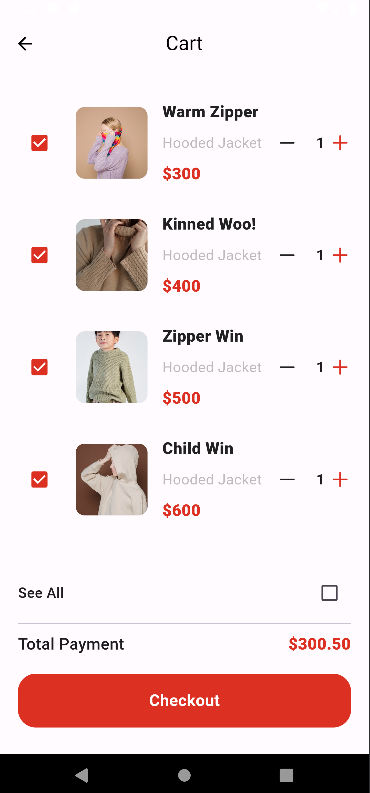 Cart
Warm Zipper
Hooded Jacket
1
$300
Kinned Woo!
Hooded Jacket
1
$400
Zipper Win
Hooded Jacket
1
$500
Child Win
Hooded Jacket
1
$600
See All
Total Payment
$300.50
Checkout